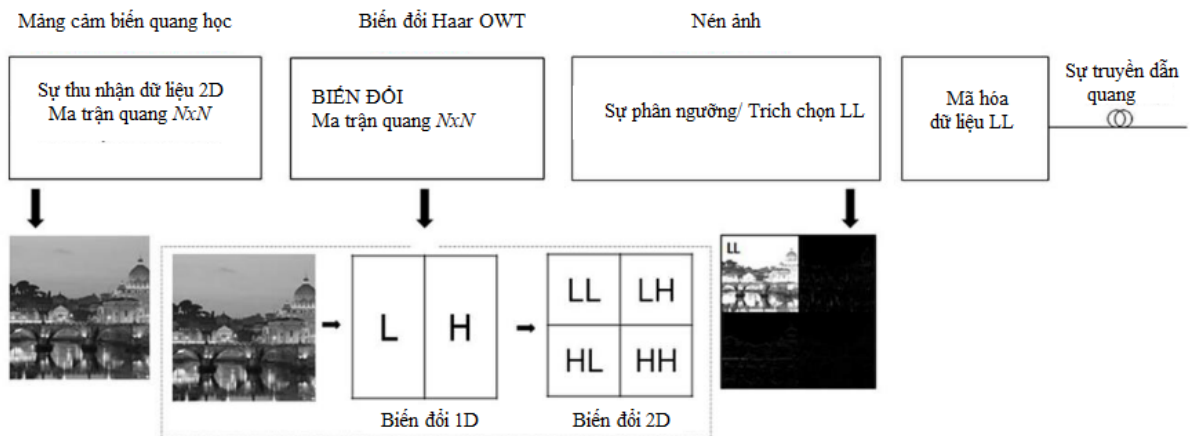 Mảng cảm biến quang học
Biến đổi Haar OWT
Nén ảnh
Sự thu nhận dữ liệu 2D
Ma trận quang NxN
BIẾN ĐỔI
Ma trận quang NxN
Sự phân ngưỡng/ Trích chọn LL
Mã hóa
dữ liệu LL
Sự truyền dẫn
quang
L
H
Biến đổi 1D
LL
LH
HL
HH
Biến đổi 2D
LL